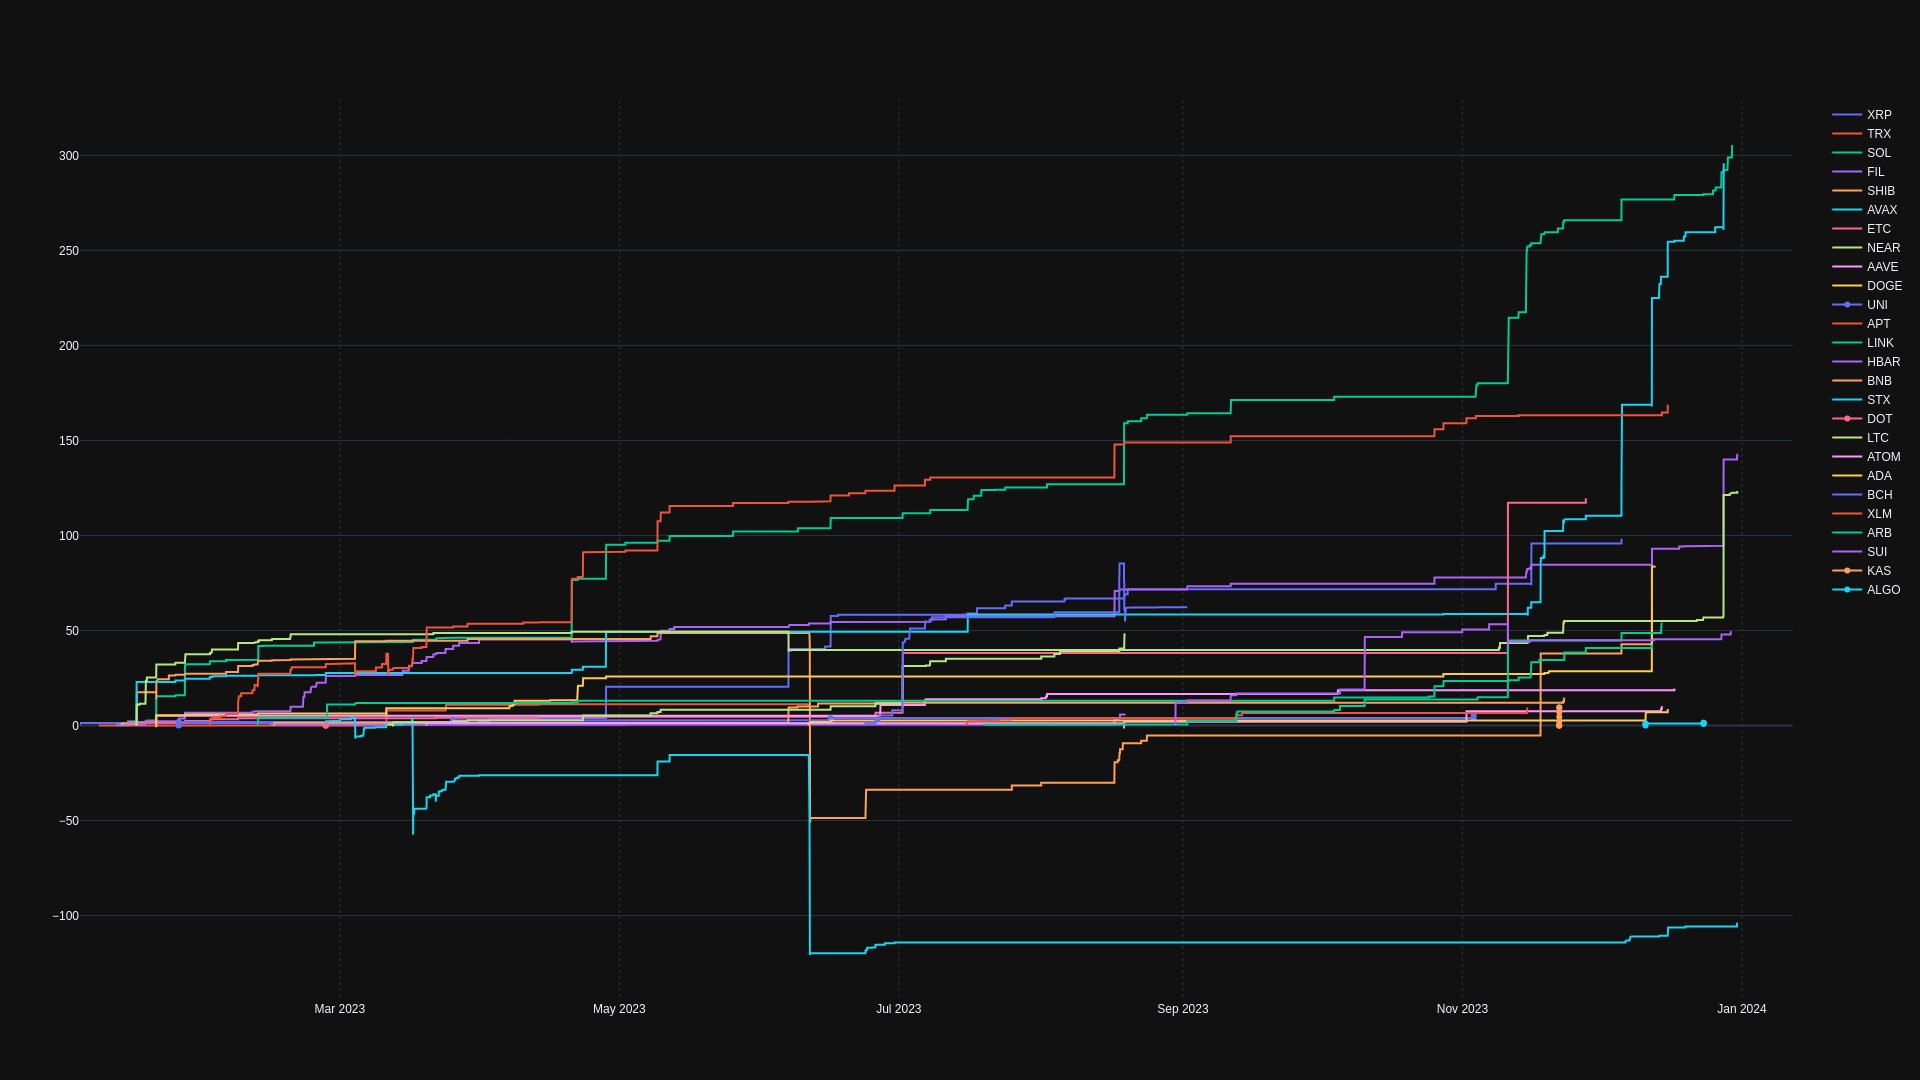 300
250
200
150
100
50
0
−50
−100
Mar 2023
May 2023
Jul 2023
Sep 2023
Nov 2023
Jan 2024
XRP
TRX
SOL
FIL
SHIB
AVAX
ETC
NEAR
AAVE
DOGE
UNI
APT
LINK
HBAR
BNB
STX
DOT
LTC
ATOM
ADA
BCH
XLM
ARB
SUI
KAS
ALGO